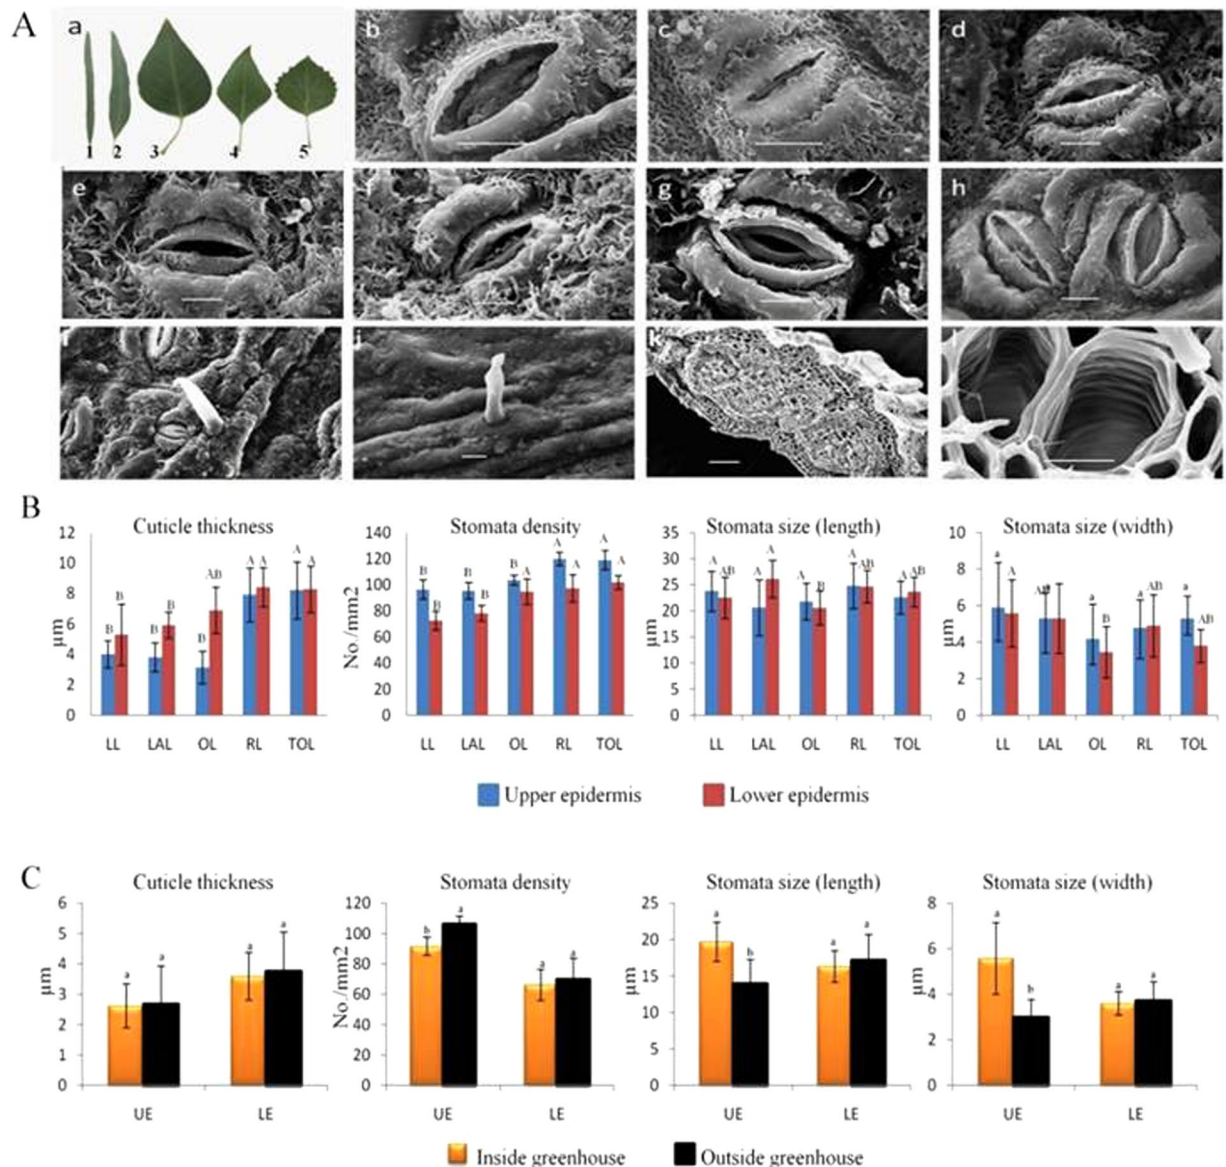 A
a
b
c
d
1 2 3 4 5
e
f
g
h
i
j
k
l
B
Cuticle thickness
Stomata density
Stomata size (length)
Stomata size (width)
µm
12
10
8
6
4
2
0
B B B B B AB A A A A
LL LAL OL RL TOL
No./mm2
140
120
100
80
60
40
20
0
B B B B B A A A A A
LL LAL OL RL TOL
µm
35
30
25
20
15
10
5
0
A AB A A A B A AB A AB
LL LAL OL RL TOL
µm
10
8
6
4
2
0
a A a B a AB a AB
LL LAL OL RL TOL
Upper epidermis
Lower epidermis
C
Cuticle thickness
Stomata density
Stomata size (length)
Stomata size (width)
µm
6
5
4
3
2
1
0
a a a a
UE LE
No./mm2
120
100
80
60
40
20
0
b a a a
UE LE
µm
25
20
15
10
5
0
a b a a
UE LE
µm
8
6
4
2
0
a b a a
UE LE
Inside greenhouse
Outside greenhouse